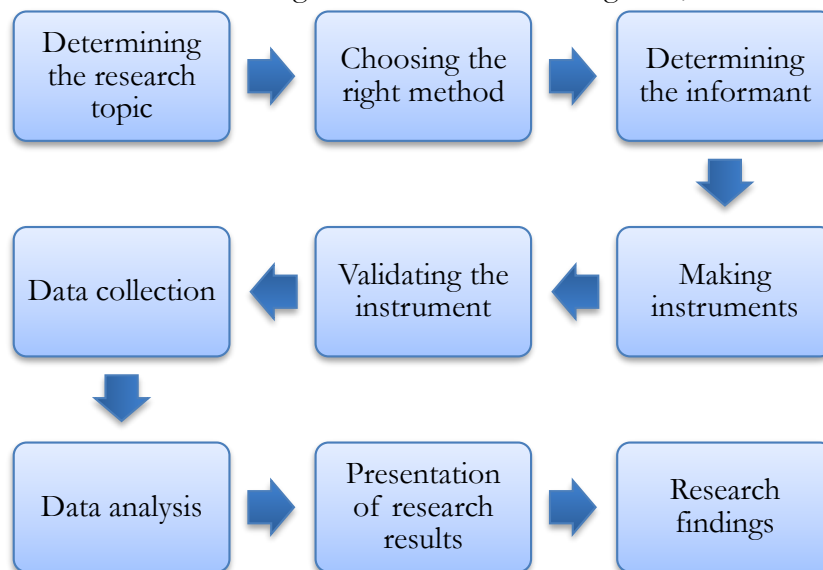 Determining
the research
topic
Choosing the
right method
Determining
the informant
Making
instruments
Validating the
instrument
Data collection
Data analysis
Presentation
of research
results
Research
findings